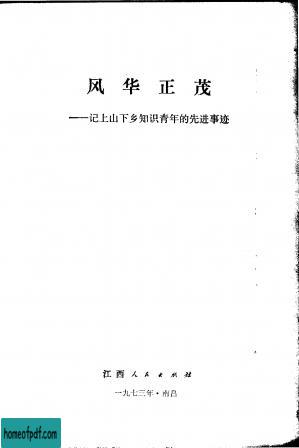 风华正茂
——记上山下乡知识青年的先进事迹
江西人民出版社
一九七三年·南昌
homeofpdf.com